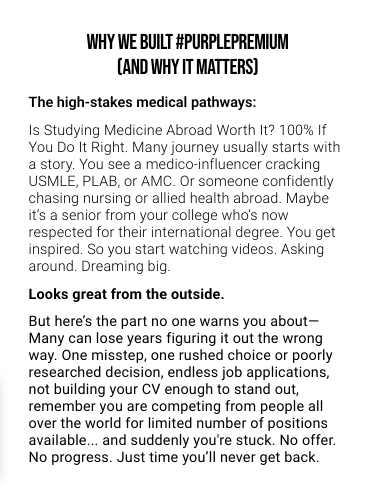 WHY WE BUILT #PURPLEPREMIUM
(AND WHY IT MATTERS)
The high-stakes medical pathways:
Is Studying Medicine Abroad Worth It? 100% If
You Do It Right. Many journey usually starts with
a story. You see a medico-influencer cracking
USMLE, PLAB, or AMC. Or someone confidently
chasing nursing or allied health abroad. Maybe
it’s a senior from your college who’s now
respected for their international degree. You get
inspired. So you start watching videos. Asking
around. Dreaming big.
Looks great from the outside.
But here’s the part no one warns you about—
Many can lose years figuring it out the wrong
way. One misstep, one rushed choice or poorly
researched decision, endless job applications,
not building your CV enough to stand out,
remember you are competing from people all
over the world for limited number of positions
available... and suddenly you're stuck. No offer.
No progress. Just time you’ll never get back.